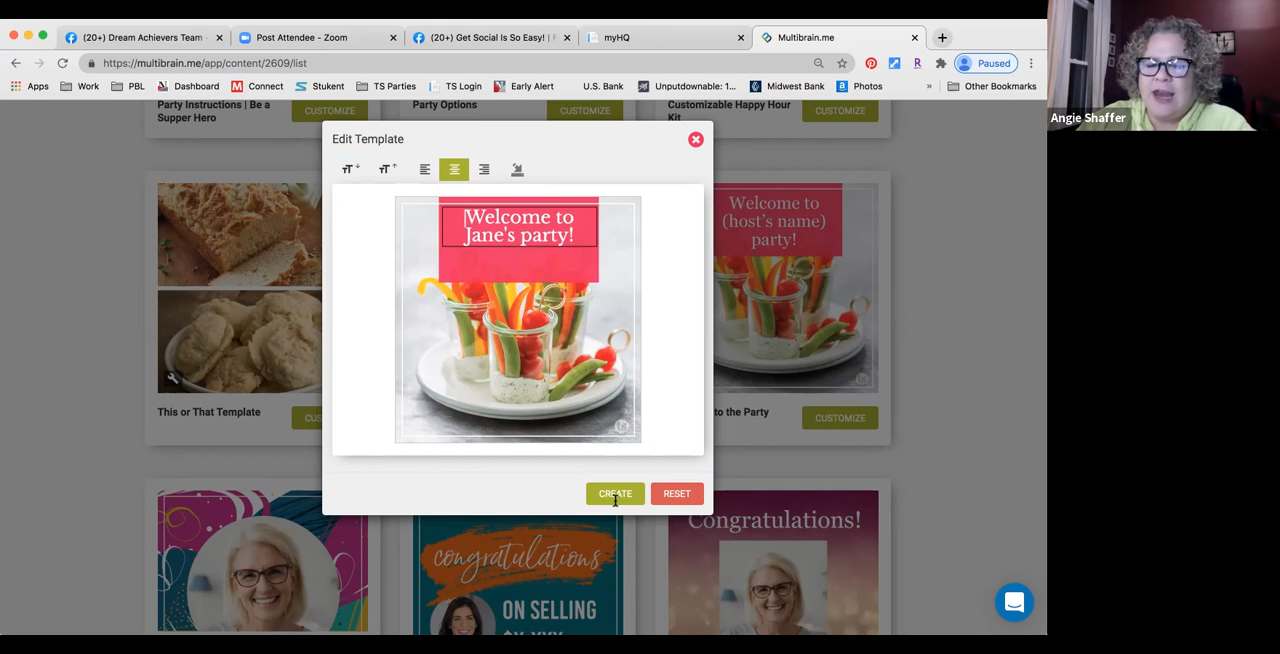 (20+) Dream Achievers Team
Post Attendee - Zoom
(20+) Get Social Is So Easy! |
myHQ
Multibrain.me
https://multibrain.me/app/content/2609/list
Paused
Apps
Work
PBL
Dashboard
TS Parties
Connect
Stukent
TS Login
Early Alert
U.S. Bank
Unputdownable: 1...
Midwest Bank
Photos
»
Other Bookmarks
Angie Shaffer
Party Instructions | Be a
Super Hero
CUSTOMIZE
Party Options
CUSTOMIZE
Customizable Happy Hour
Kit
CUSTOMIZE
Edit Template
Welcome to
Jane's party!
CREATE
RESET
Welcome to
(host's name)
party!
This or That Template
CUS
to the Party
CUSTOMIZE
congratulations
ON SELLING
Congratulations!